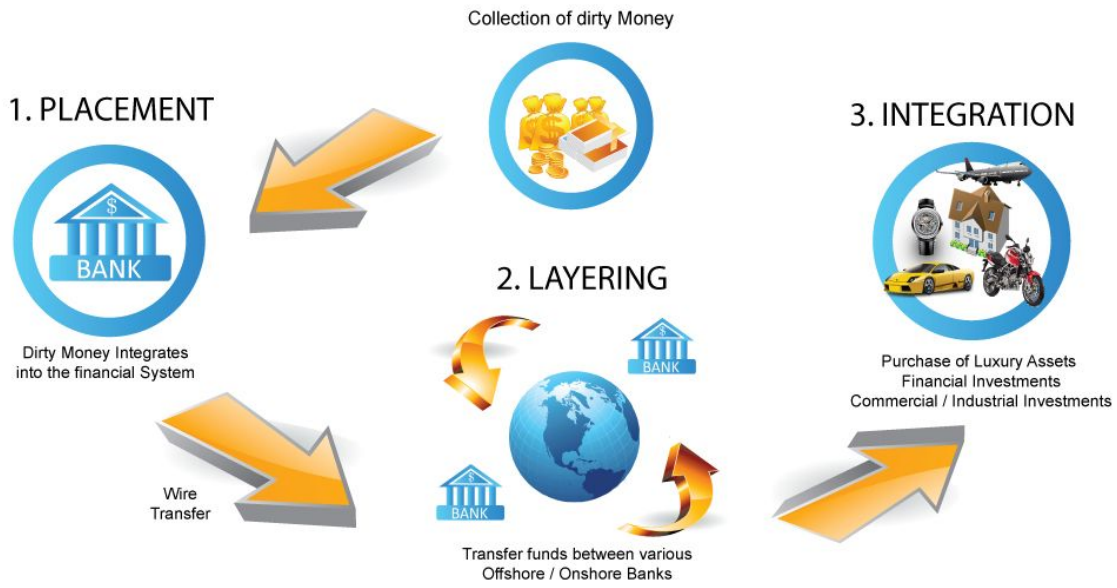 Collection of dirty Money
1. PLACEMENT
$
BANK
Dirty Money Integrates
into the financial System
Wire
Transfer
2. LAYERING
BANK
BANK
Transfer funds between various
Offshore / Onshore Banks
3. INTEGRATION
Purchase of Luxury Assets
Financial Investments
Commercial / Industrial Investments